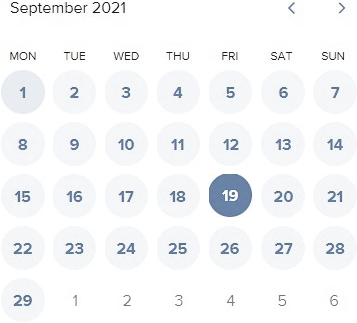 September 2021 < >
MON TUE WED THU FRI SAT SUN
1 2 3 4 5 6 7
8 9 10 11 12 13 14
15 16 17 18 19 20 21
22 23 24 25 26 27 28
29 1 2 3 4 5 6